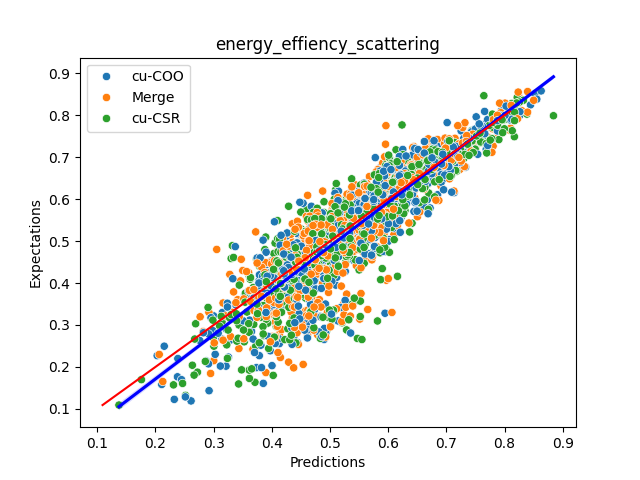 energy_effiency_scattering
cu-COO
Merge
cu-CSR
Expectations
0.9
0.8
0.7
0.6
0.5
0.4
0.3
0.2
0.1
0.1 0.2 0.3 0.4 0.5 0.6 0.7 0.8 0.9
Predictions